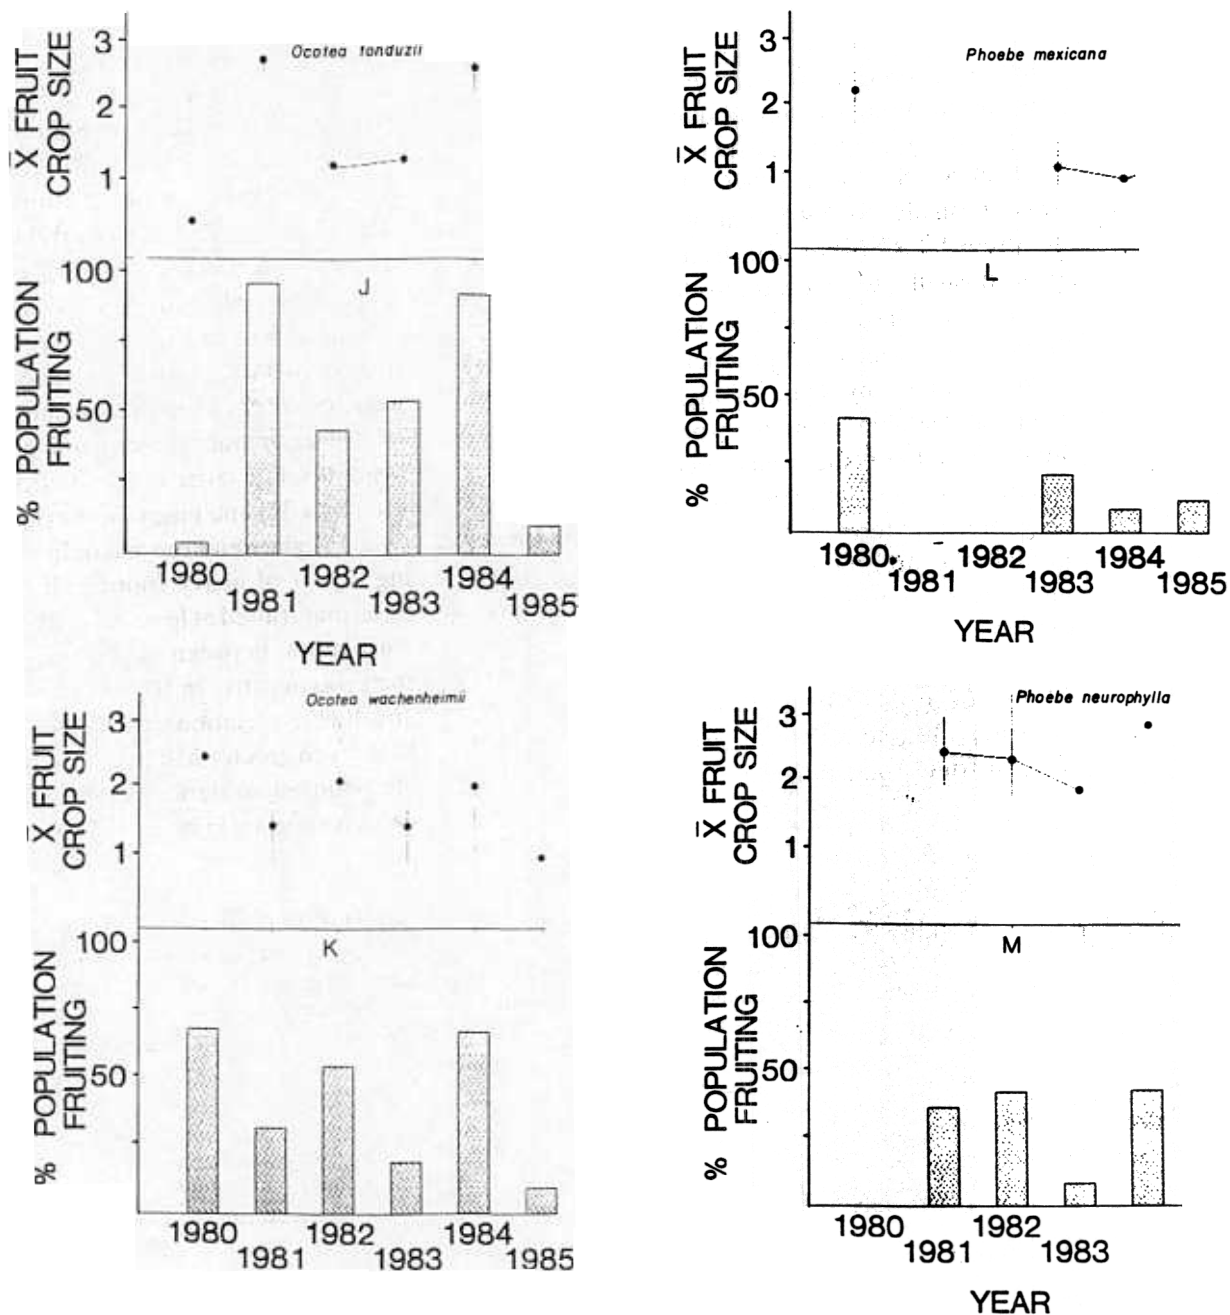 Ocotea tonduzii
X̄ FRUIT
CROP SIZE
3
2
1
J
% POPULATION
FRUITING
100
50
1980 1982 1984
1981 1983 1985
YEAR
Phoebe mexicana
X̄ FRUIT
CROP SIZE
3
2
1
L
% POPULATION
FRUITING
100
50
1980 1982 1984
1981 1983 1985
YEAR
Ocotea wachenheimii
X̄ FRUIT
CROP SIZE
3
2
1
K
% POPULATION
FRUITING
100
50
1980 1982 1984
1981 1983 1985
Phoebe neurophylla
X̄ FRUIT
CROP SIZE
3
2
1
M
% POPULATION
FRUITING
100
50
1980 1982
1981 1983
YEAR